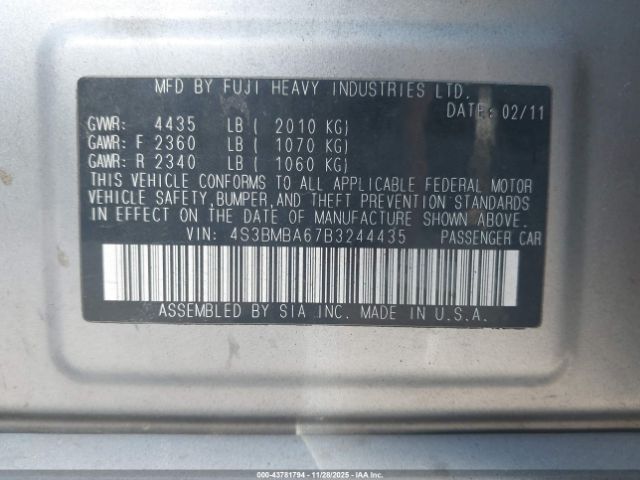 MFD BY FUJI HEAVY INDUSTRIES LTD.
DATE: 02/11
GVWR: 4435 LB ( 2010 KG)
GAWR: F 2360 LB ( 1070 KG)
GAWR: R 2340 LB ( 1060 KG)
THIS VEHICLE CONFORMS TO ALL APPLICABLE FEDERAL MOTOR
VEHICLE SAFETY, BUMPER, AND THEFT PREVENTION STANDARDS
IN EFFECT ON THE DATE OF MANUFACTURE SHOWN ABOVE
VIN: 4S3BMBA67B3244435 PASSENGER CAR
ASSEMBLED BY SIA INC. MADE IN U.S.A.
000-43781794 - 11/28/2025 - Copyright IAA